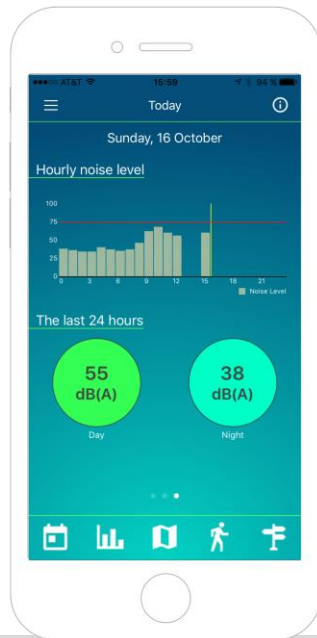 AT&T 15:59 94 %
Today
Sunday, 16 October
Hourly noise level
100
75
50
25
0
0 3 6 9 12 15 18 21
Noise Level
The last 24 hours
55 38
dB(A) dB(A)
Day Night